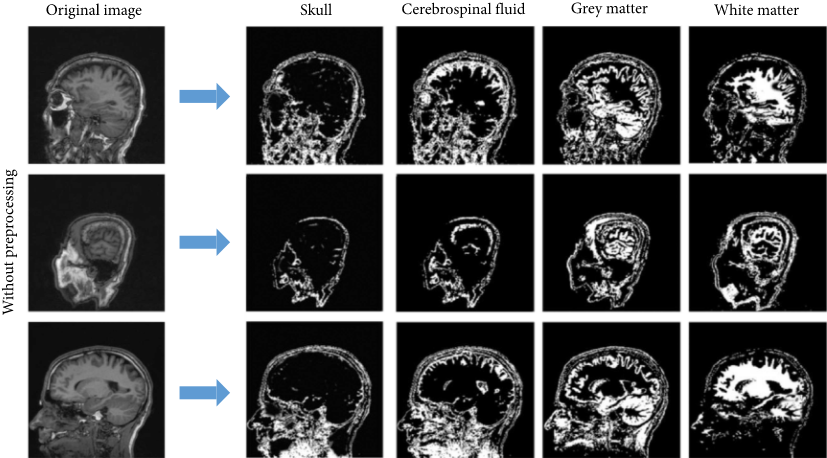 Original image
Skull
Cerebrospinal fluid
Grey matter
White matter
Without preprocessing